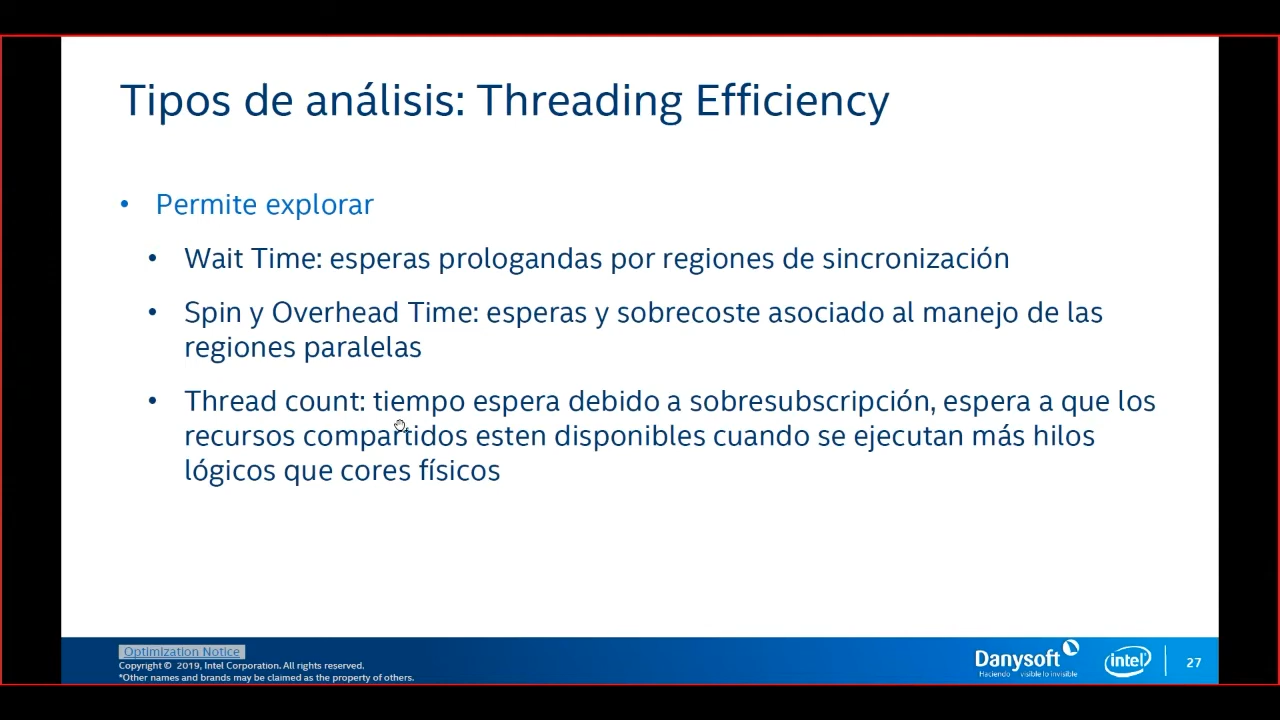 Tipos de análisis: Threading Efficiency
• Permite explorar
• Wait Time: esperas prologandas por regiones de sincronización
• Spin y Overhead Time: esperas y sobrecoste asociado al manejo de las
regiones paralelas
• Thread count: tiempo espera debido a sobresubscripción, espera a que los
recursos compartidos esten disponibles cuando se ejecutan más hilos
lógicos que cores físicos
Optimization Notice
Copyright © 2019, Intel Corporation. All rights reserved.
*Other names and brands may be claimed as the property of others.
Danysoft
Haciendo visible lo invisible
intel
27